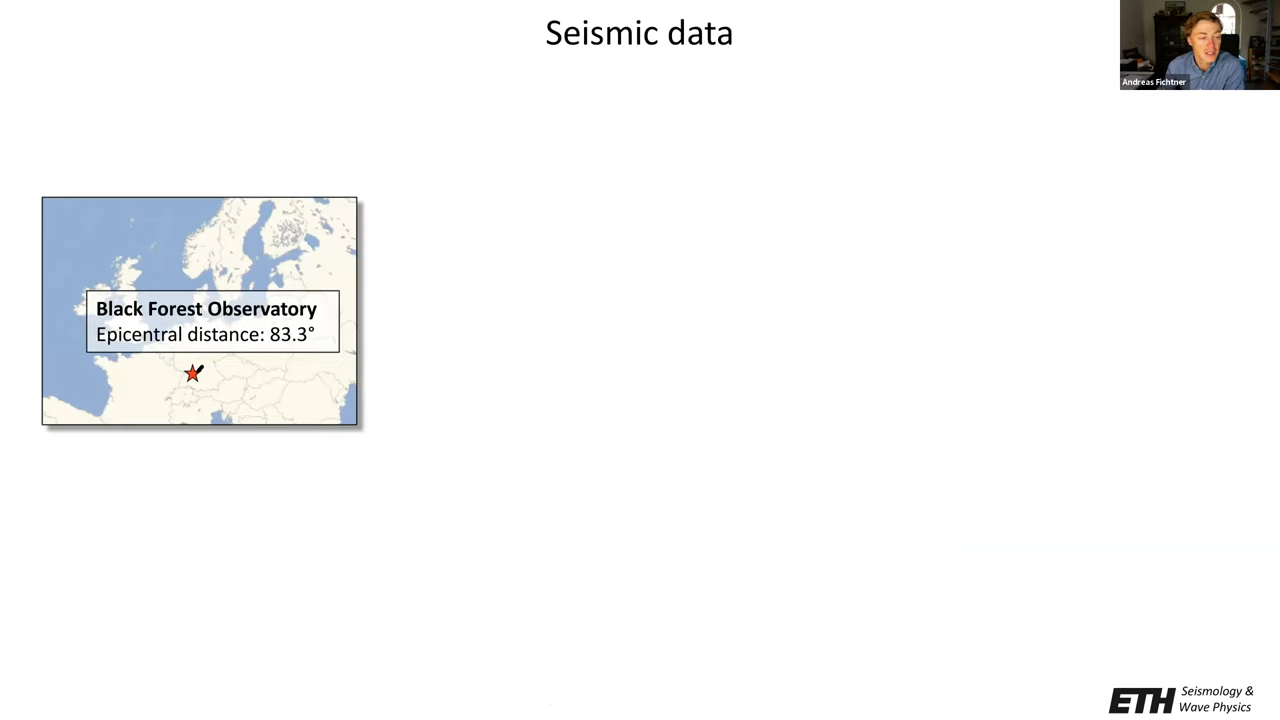 Seismic data
Andreas Fichtner
Black Forest Observatory
Epicentral distance: 83.3°
ETH Seismology &
Wave Physics